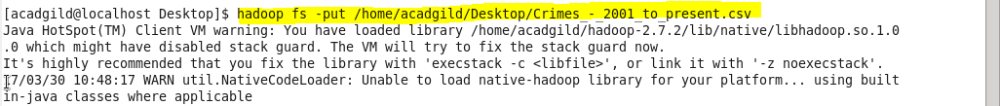 [acadgild@localhost Desktop]$ hadoop fs -put /home/acadgild/Desktop/Crimes_-_2001_to_present.csv
Java HotSpot(TM) Client VM warning: You have loaded library /home/acadgild/hadoop-2.7.2/lib/native/libhadoop.so.1.0
.0 which might have disabled stack guard. The VM will try to fix the stack guard now.
It's highly recommended that you fix the library with 'execstack -c <libfile>', or link it with '-z noexecstack'.
17/03/30 10:48:17 WARN util.NativeCodeLoader: Unable to load native-hadoop library for your platform... using built
in-java classes where applicable